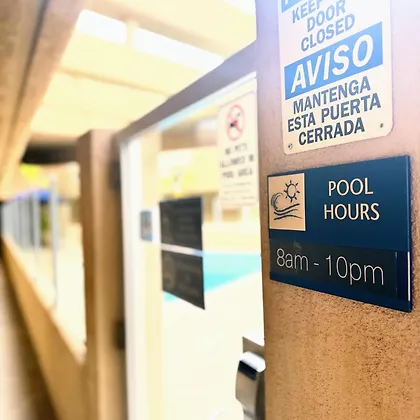 KEEP
DOOR
CLOSED
AVISO
MANTENGA
ESTA PUERTA
CERRADA
NO PETS
ALLOWED IN
POOL AREA
POOL
HOURS
8am - 10pm